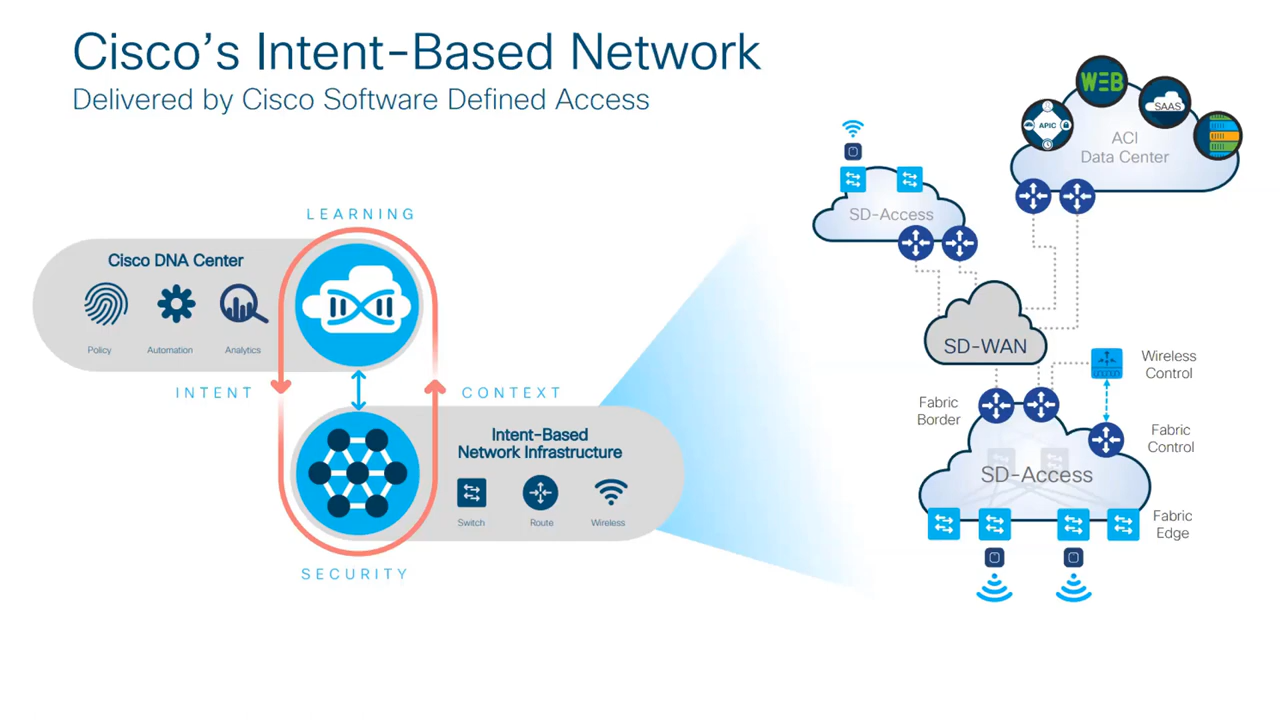 Cisco's Intent-Based Network
Delivered by Cisco Software Defined Access
LEARNING
Cisco DNA Center
Policy
Automation
Analytics
INTENT
CONTEXT
Intent-Based
Network Infrastructure
Switch
Route
Wireless
SECURITY
WEB
SAAS
APIC
ACI
Data Center
SD-Access
SD-WAN
Wireless
Control
Fabric
Border
Fabric
Control
SD-Access
Fabric
Edge